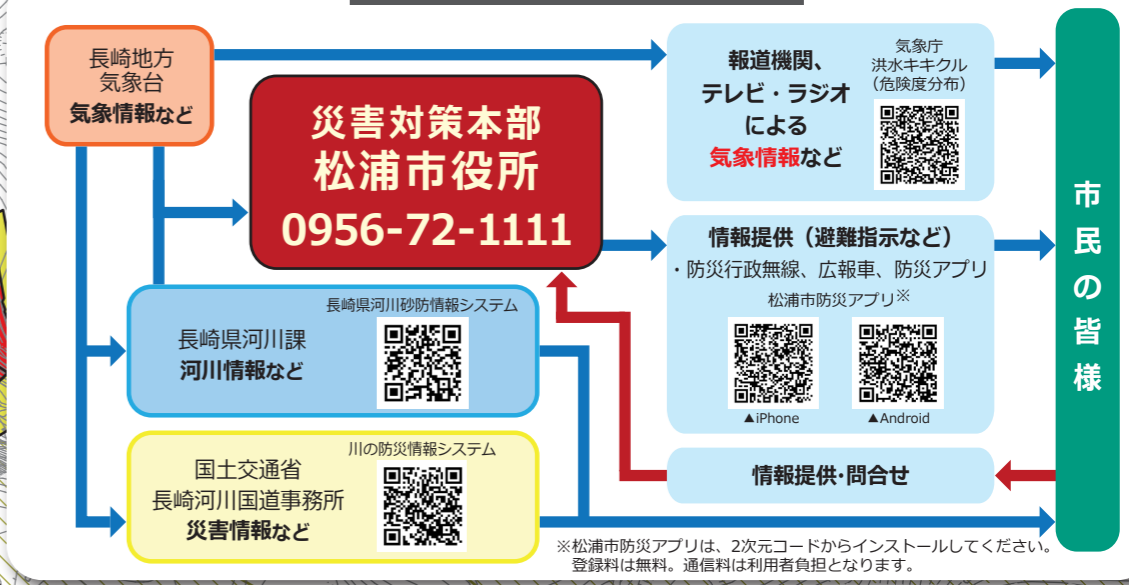 長崎地方
気象台
気象情報など
災害対策本部
松浦市役所
0956-72-1111
報道機関、
テレビ・ラジオ
による
気象情報など
気象庁
洪水キキクル
（危険度分布）
情報提供（避難指示など）
・防災行政無線、広報車、防災アプリ
松浦市防災アプリ※
▲iPhone
▲Android
長崎県河川砂防情報システム
長崎県河川課
河川情報など
川の防災情報システム
国土交通省
長崎河川国道事務所
災害情報など
情報提供・問合せ
市民の皆様
※松浦市防災アプリは、2次元コードからインストールしてください。
登録料は無料。通信料は利用者負担となります。